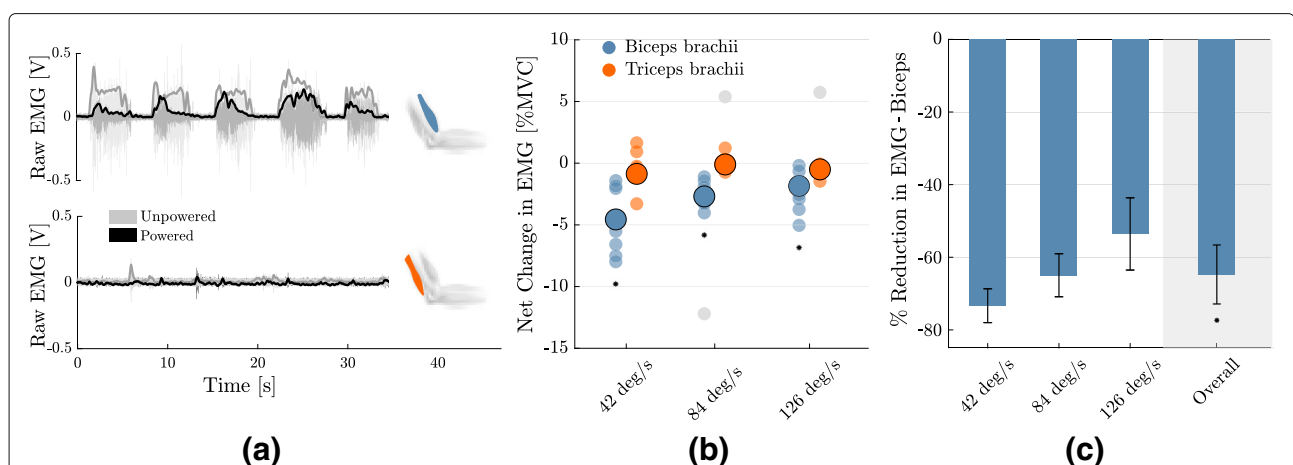 Raw EMG [V]
0.5
0
-0.5
Raw EMG [V]
0.5
0
-0.5
Unpowered
Powered
0 10 20 30 40
Time [s]
(a)
Net Change in EMG [%MVC]
10
5
0
-5
-10
-15
Biceps brachii
Triceps brachii
42 deg/s
84 deg/s
126 deg/s
(b)
% Reduction in EMG - Biceps
0
-20
-40
-60
-80
42 deg/s
84 deg/s
126 deg/s
Overall
(c)